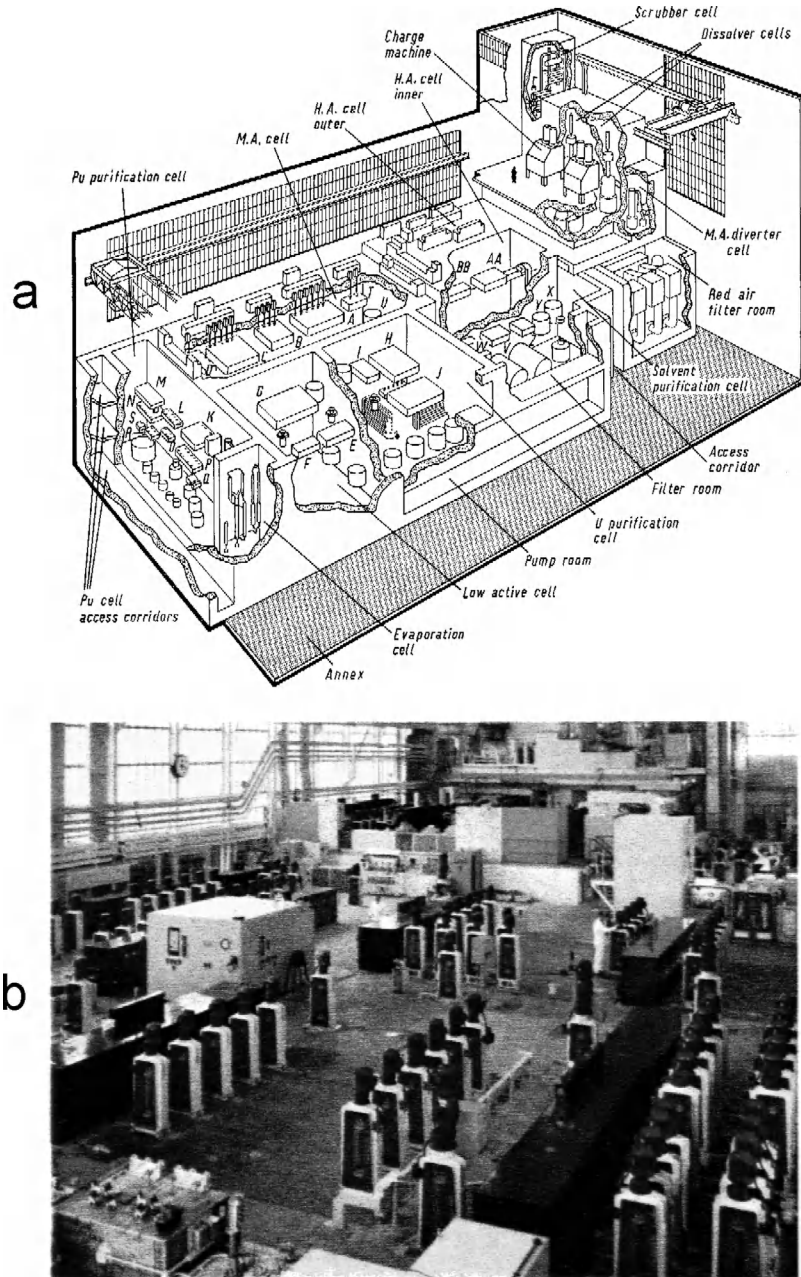 Scrubber cell
Dissolver cells
Charge
machine
H.A. cell
inner
H.A. cell
outer
M.A. cell
Pu purification cell
a
M.A. diverter
cell
Red air
filter room
Solvent
purification cell
Access
corridor
Filter room
U purification
cell
Pump room
Low active cell
Evaporation
cell
Annex
Pu cell
access corridors
BB
AA
X
Y
W
U
T
A
B
C
D
H
I
J
G
E
F
M
N
L
K
S
R
P
Q
b